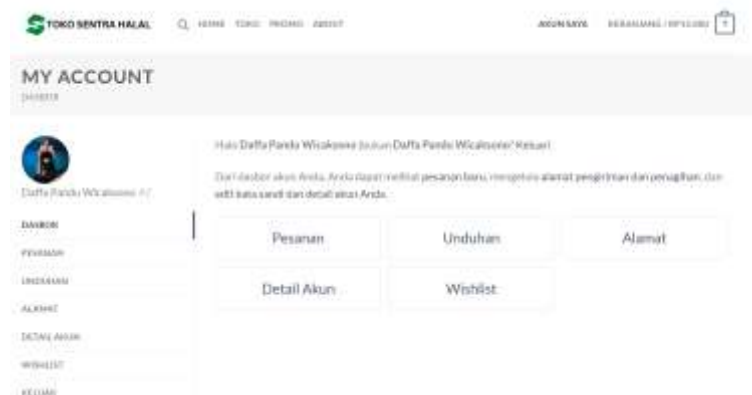 TOKO SENTRA HALAL
HOME TOKO PROMO ABOUT
AKUN SAYA
KERANJANG /
MY ACCOUNT
DASBOR
Halo Daffa Pandu Wicaksono (bukan Daffa Pandu Wicaksono? Keluar)
Dari dasbor akun Anda, Anda dapat melihat pesanan baru, mengelola alamat pengiriman dan penagihan, dan
edit kata sandi dan detail akun Anda.
Daffa Pandu Wicaksono
DASBOR
PESANAN
UNDUHAN
ALAMAT
DETAIL AKUN
WISHLIST
KELUAR
Pesanan
Unduhan
Alamat
Detail Akun
Wishlist